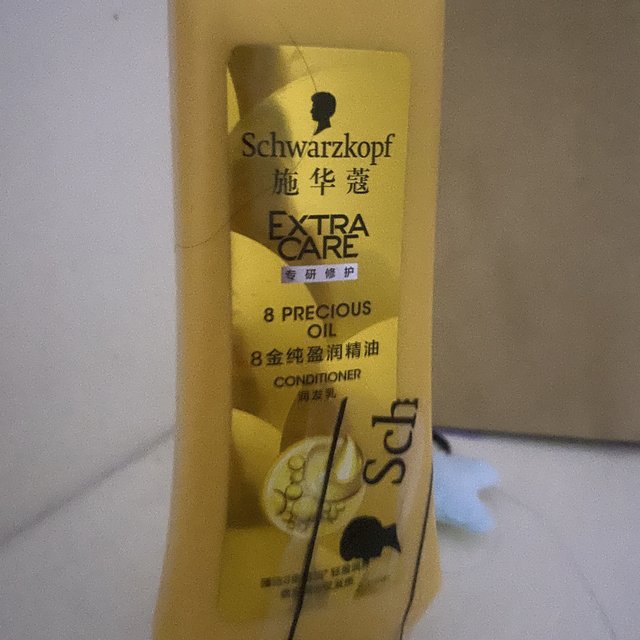 Schwarzkopf
施华蔻
EXTRA
CARE
专研修护
8 PRECIOUS
OIL
8金纯盈润精油
CONDITIONER
润发乳
Sch